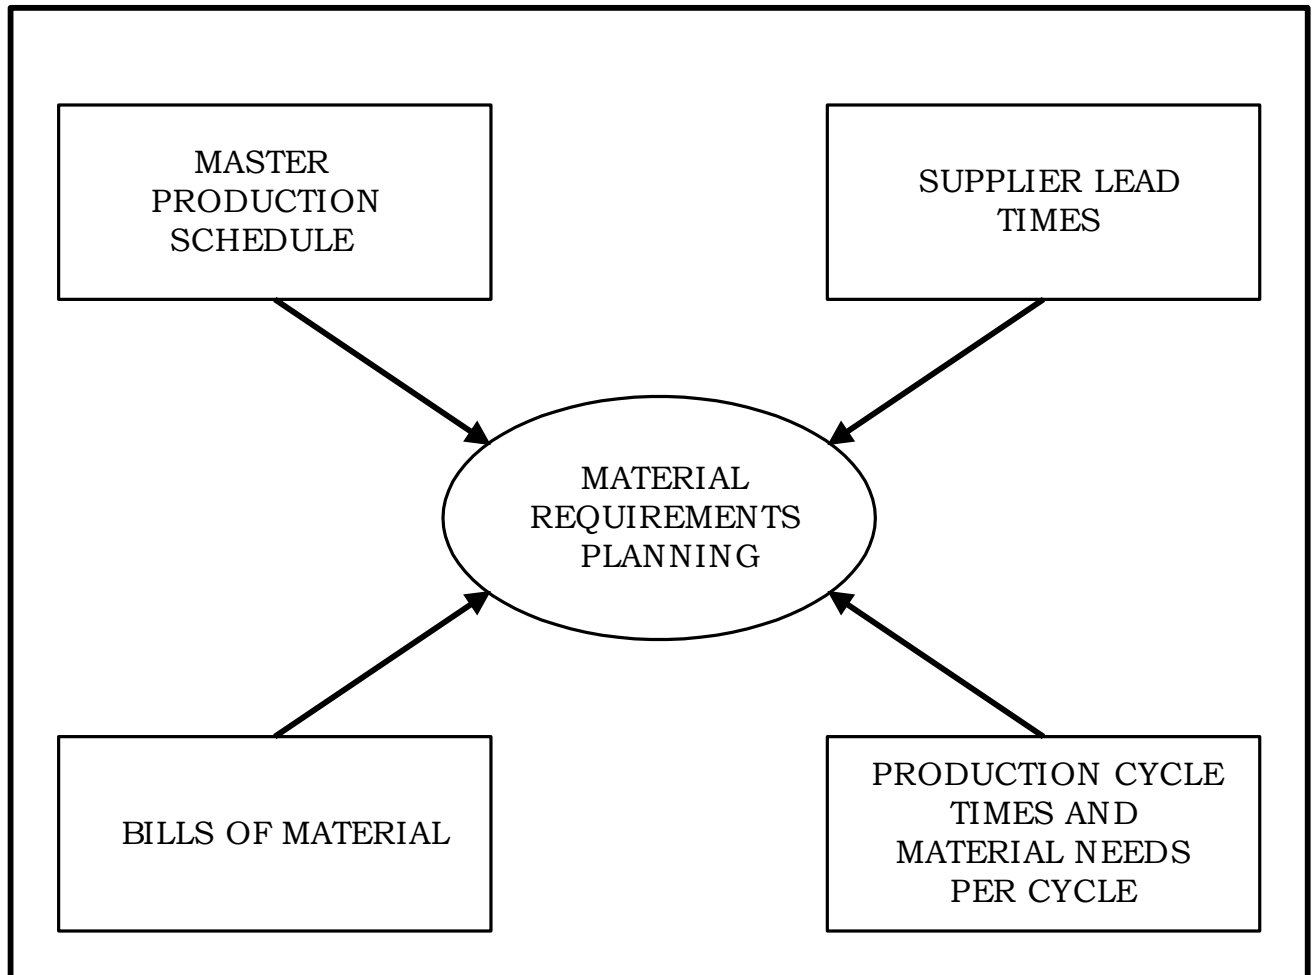 MASTER
PRODUCTION
SCHEDULE
SUPPLIER LEAD
TIMES
MATERIAL
REQUIREMENTS
PLANNING
BILLS OF MATERIAL
PRODUCTION CYCLE
TIMES AND
MATERIAL NEEDS
PER CYCLE